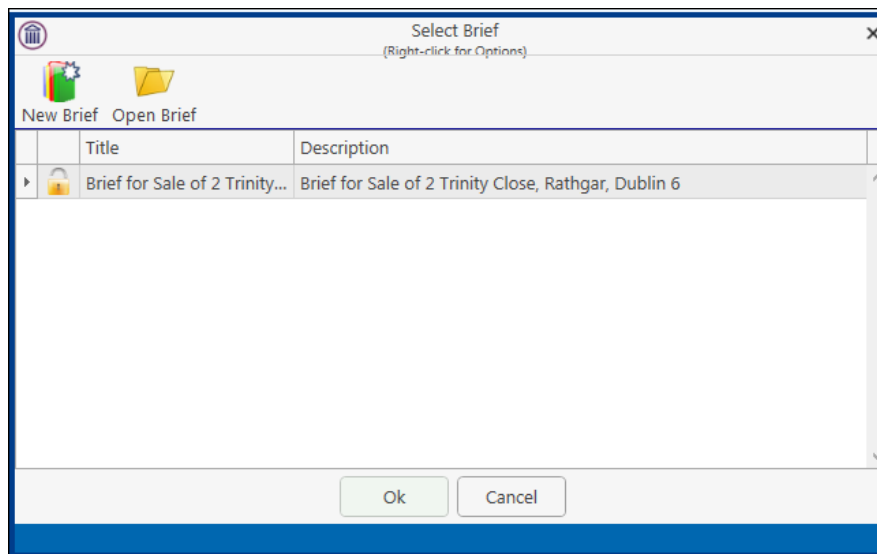 Select Brief
(Right-click for Options)
New Brief Open Brief
Title Description
Brief for Sale of 2 Trinity... Brief for Sale of 2 Trinity Close, Rathgar, Dublin 6
Ok Cancel